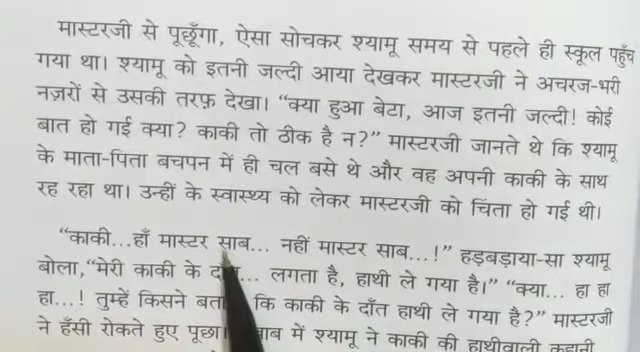 मास्टरजी से पूछूँगा, ऐसा सोचकर श्यामू समय से पहले ही स्कूल पहुँच
गया था। श्यामू को इतनी जल्दी आया देखकर मास्टरजी ने अचरज-भरी
नज़रों से उसकी तरफ़ देखा। “क्या हुआ बेटा, आज इतनी जल्दी! कोई
बात हो गई क्या? काकी तो ठीक है न?” मास्टरजी जानते थे कि श्यामू
के माता-पिता बचपन में ही चल बसे थे और वह अपनी काकी के साथ
रह रहा था। उन्हीं के स्वास्थ्य को लेकर मास्टरजी को चिंता हो गई थी।
“काकी...हाँ मास्टर साब... नहीं मास्टर साब...!” हड़बड़ाया-सा श्यामू
बोला,“मेरी काकी के ... लगता है, हाथी ले गया है।” “क्या... हा हा
हा...! तुम्हें किसने कि काकी के दाँत हाथी ले गया है?” मास्टरजी
ने हँसी रोकते हुए पूछा। में श्यामू ने काकी की हाथीवाली कहानी